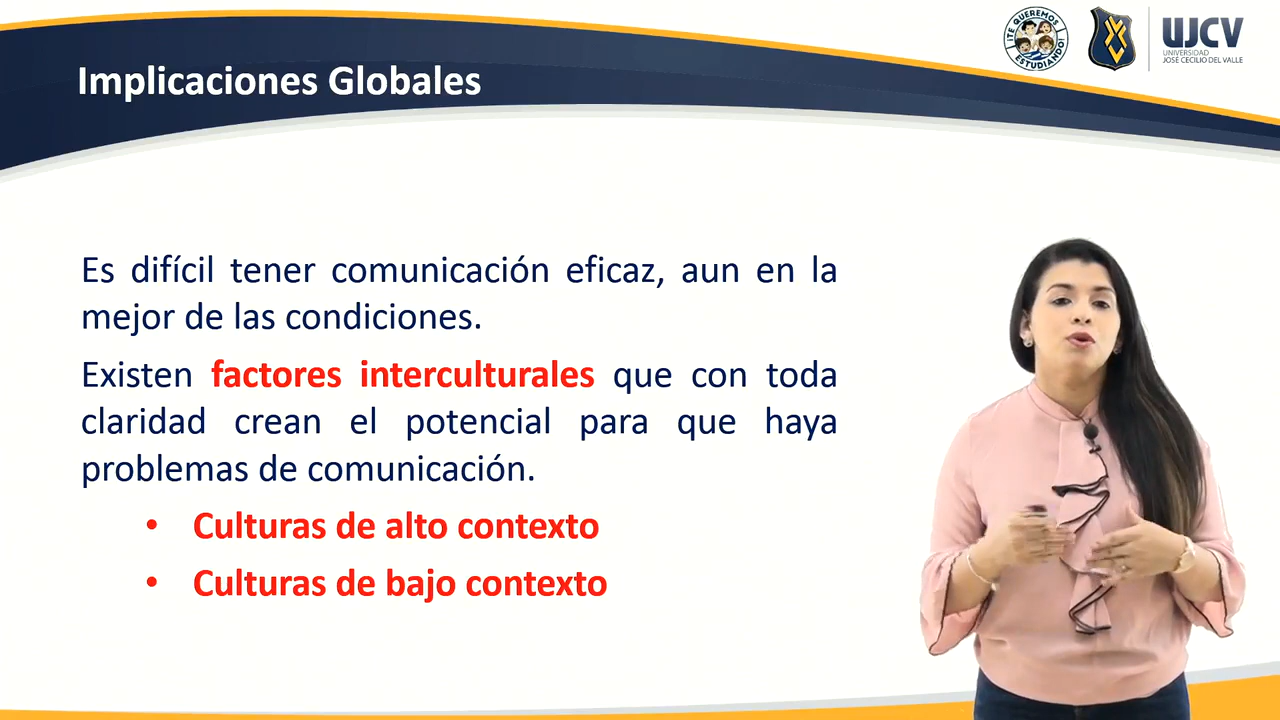 ¡TE QUEREMOS
ESTUDIANDO!
UJCV
UNIVERSIDAD
JOSÉ CECILIO DEL VALLE
Implicaciones Globales
Es difícil tener comunicación eficaz, aun en la
mejor de las condiciones.
Existen factores interculturales que con toda
claridad crean el potencial para que haya
problemas de comunicación.
• Culturas de alto contexto
• Culturas de bajo contexto